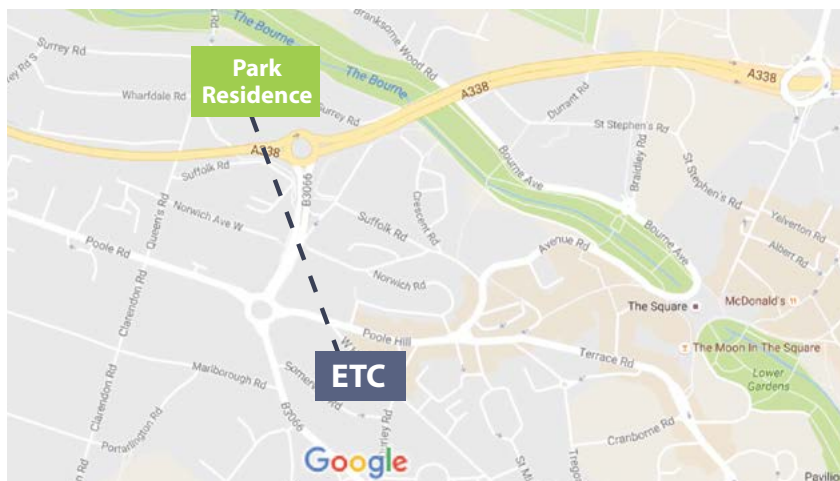 The Bourne
Branksome Wood Rd
Surrey Rd
Park
Residence
The Bourne
A338
A338
Wharfdale Rd
Surrey Rd
A338
Durrant Rd
St Stephen's Rd
A338
Suffolk Rd
B3066
Bourne Ave
Braidley Rd
St Stephen's Rd
Norwich Ave W
Queen's Rd
Suffolk Rd
Crescent Rd
Yelverton Rd
Poole Rd
Avenue Rd
Bourne Ave
Albert Rd
Norwich Rd
Clarendon Rd
The Square
McDonald's
Poole Hill
The Moon In The Square
Terrace Rd
Marlborough Rd
ETC
Lower
Gardens
Clarendon Rd
B3066
Cranborne Rd
Portarlington Rd
Google